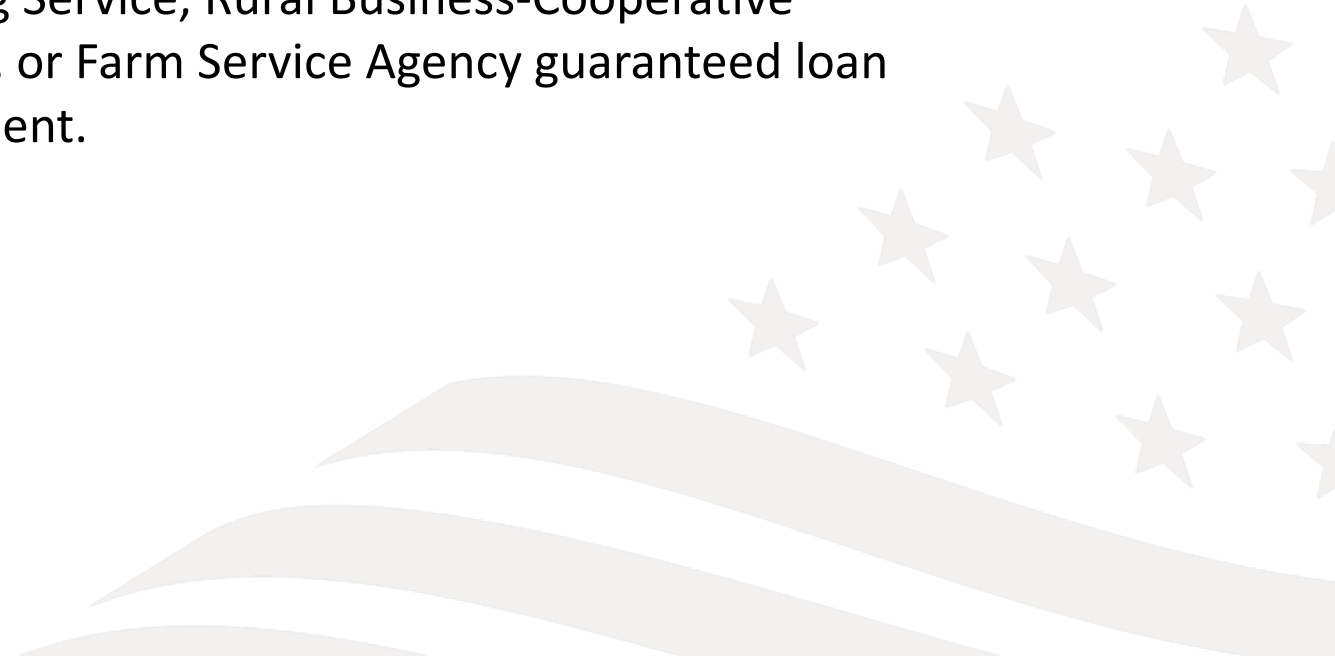 Service, Rural Business-Cooperative
or Farm Service Agency guaranteed loan
ent.